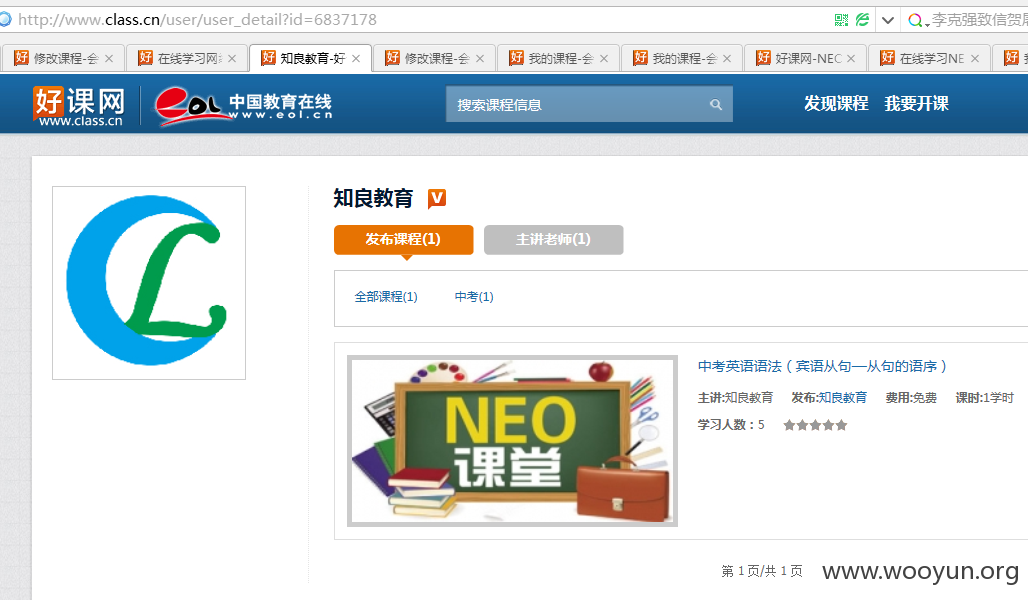 http://www.class.cn/user/user_detail?id=6837178
李克强致信贺
修改课程-会
在线学习网
知良教育-好
修改课程-会
我的课程-会
我的课程-会
好课网-NEC
在线学习NE
好课网
www.class.cn
eol 中国教育在线
www.eol.cn
搜索课程信息
发现课程 我要开课
知良教育 V
发布课程(1) 主讲老师(1)
全部课程(1) 中考(1)
CL
NEO
课堂
中考英语语法（宾语从句—从句的语序）
主讲:知良教育 发布:知良教育 费用:免费 课时:1学时
学习人数：5
第 1 页/共 1 页
www.wooyun.org